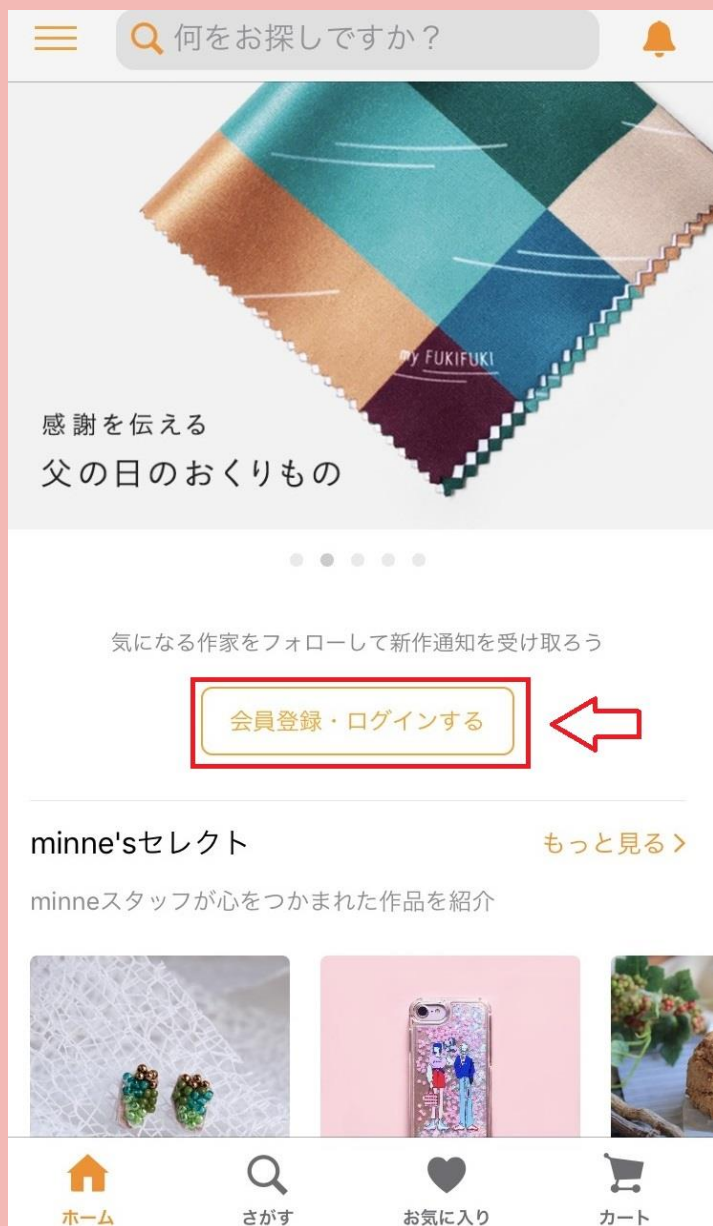 何をお探しですか？
my FUKIFUKI
感謝を伝える
父の日のおくりもの
気になる作家をフォローして新作通知を受け取ろう
会員登録・ログインする
minne'sセレクト
もっと見る
minneスタッフが心をつかまれた作品を紹介
ホーム
さがす
お気に入り
カート